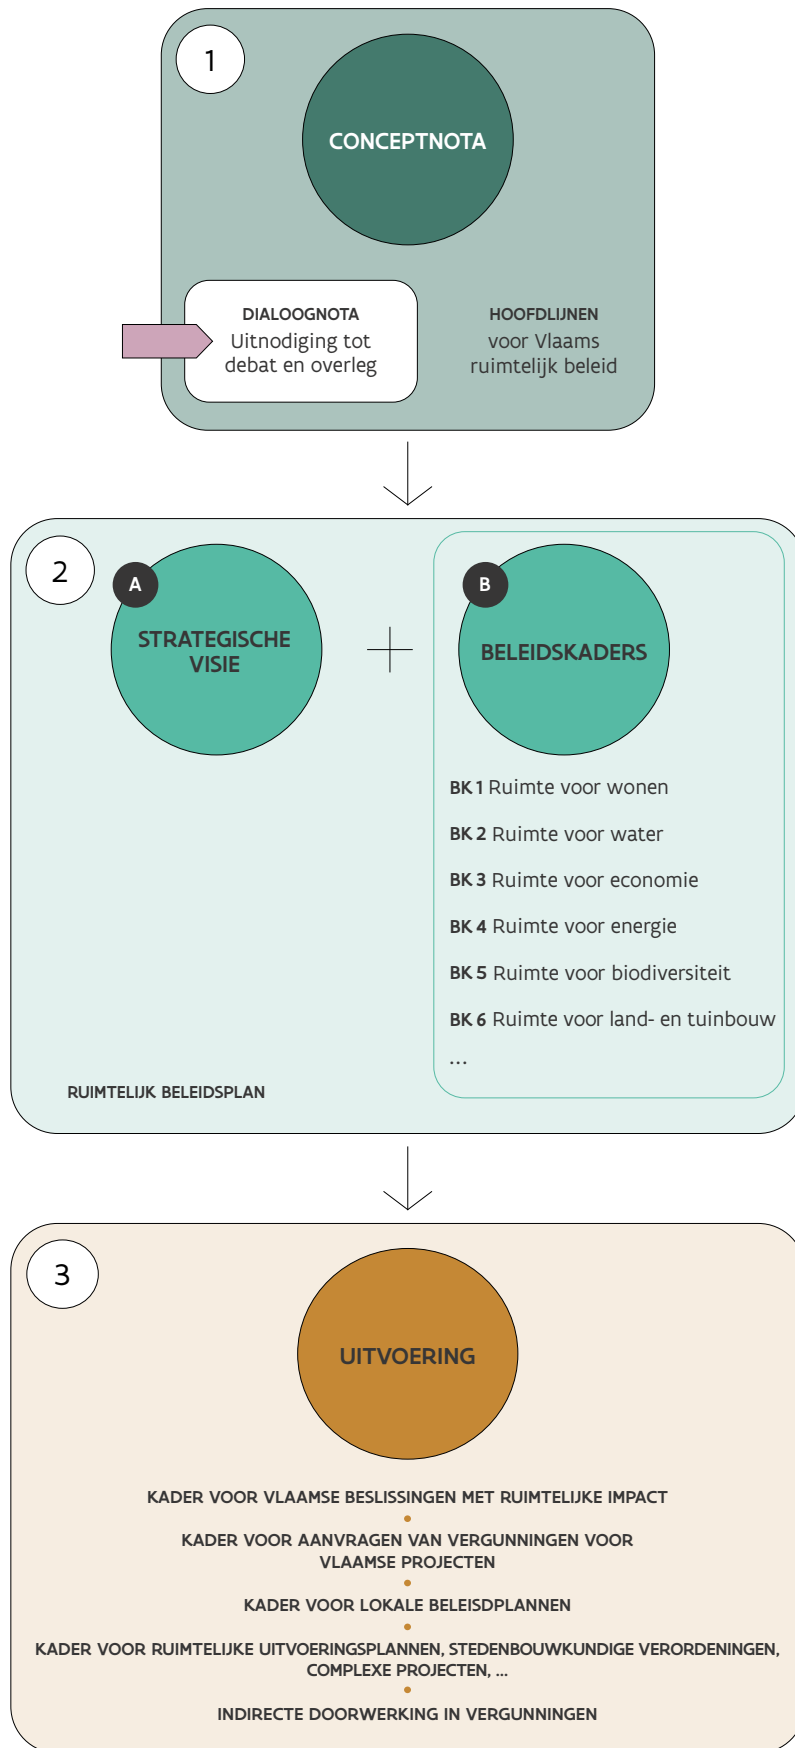 1
CONCEPTNOTA
DIALOOGNOTA
Uitnodiging tot
debat en overleg
HOOFDLIJNEN
voor Vlaams
ruimtelijk beleid
2
A
STRATEGISCHE
VISIE
B
BELEIDSKADERS
BK 1 Ruimte voor wonen
BK 2 Ruimte voor water
BK 3 Ruimte voor economie
BK 4 Ruimte voor energie
BK 5 Ruimte voor biodiversiteit
BK 6 Ruimte voor land- en tuinbouw
...
RUIMTELIJK BELEIDSPLAN
3
UITVOERING
KADER VOOR VLAAMSE BESLISSINGEN MET RUIMTELIJKE IMPACT
KADER VOOR AANVRAGEN VAN VERGUNNINGEN VOOR
VLAAMSE PROJECTEN
KADER VOOR LOKALE BELEISDPLANNEN
KADER VOOR RUIMTELIJKE UITVOERINGSPLANNEN, STEDENBOUWKUNDIGE VERORDENINGEN,
COMPLEXE PROJECTEN, ...
INDIRECTE DOORWERKING IN VERGUNNINGEN